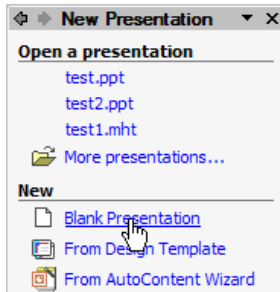 New Presentation
Open a presentation
test.ppt
test2.ppt
test1.mht
More presentations...
New
Blank Presentation
From Design Template
From AutoContent Wizard